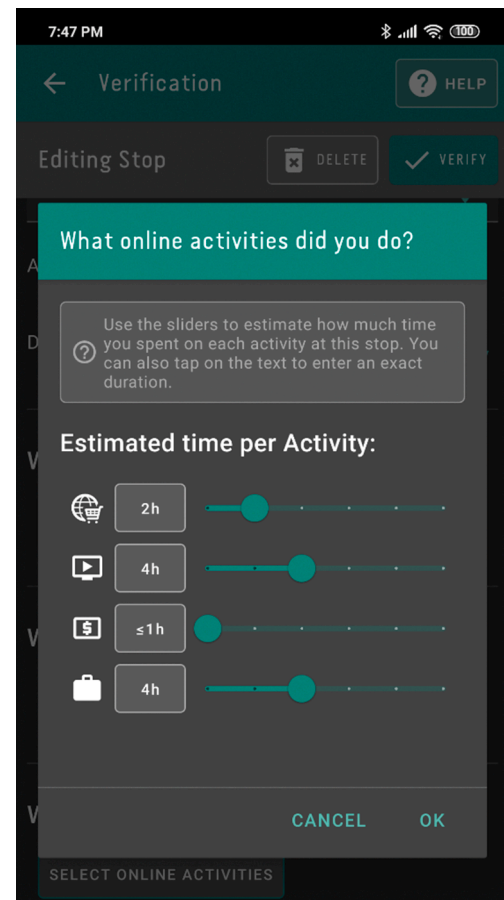 7:47 PM
100
Verification
HELP
Editing Stop
DELETE
VERIFY
What online activities did you do?
A
Use the sliders to estimate how much time
you spent on each activity at this stop. You
can also tap on the text to enter an exact
duration.
D
Estimated time per Activity:
W
2h
4h
≤1h
W
4h
W
CANCEL
OK
SELECT ONLINE ACTIVITIES